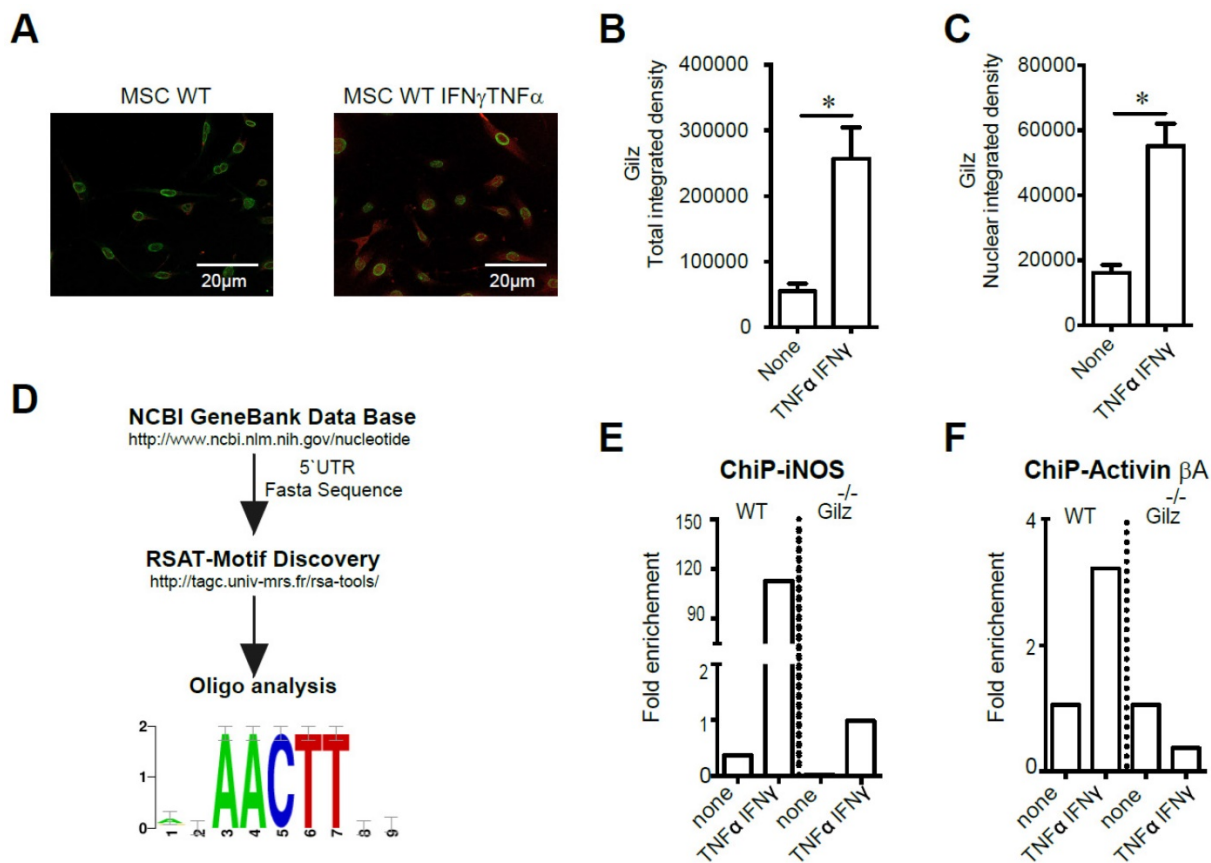 A
MSC WT
MSC WT IFNγTNFα
20µm
20µm
B
Gilz
Total integrated density
400000
300000
200000
100000
0
*
None
TNFα IFNγ
C
Gilz
Nuclear integrated density
80000
60000
40000
20000
0
*
None
TNFα IFNγ
D
NCBI GeneBank Data Base
http://www.ncbi.nlm.nih.gov/nucleotide
5`UTR
Fasta Sequence
RSAT-Motif Discovery
http://tagc.univ-mrs.fr/rsa-tools/
Oligo analysis
2
1
0
A AACTT
1 2 3 4 5 6 7 8 9
E
ChiP-iNOS
WT
Gilz -/-
Fold enrichement
150
120
90
2
1
0
none
TNFα IFNγ
none
TNFα IFNγ
F
ChiP-Activin βA
WT
Gilz -/-
Fold enrichement
4
2
0
none
TNFα IFNγ
none
TNFα IFNγ